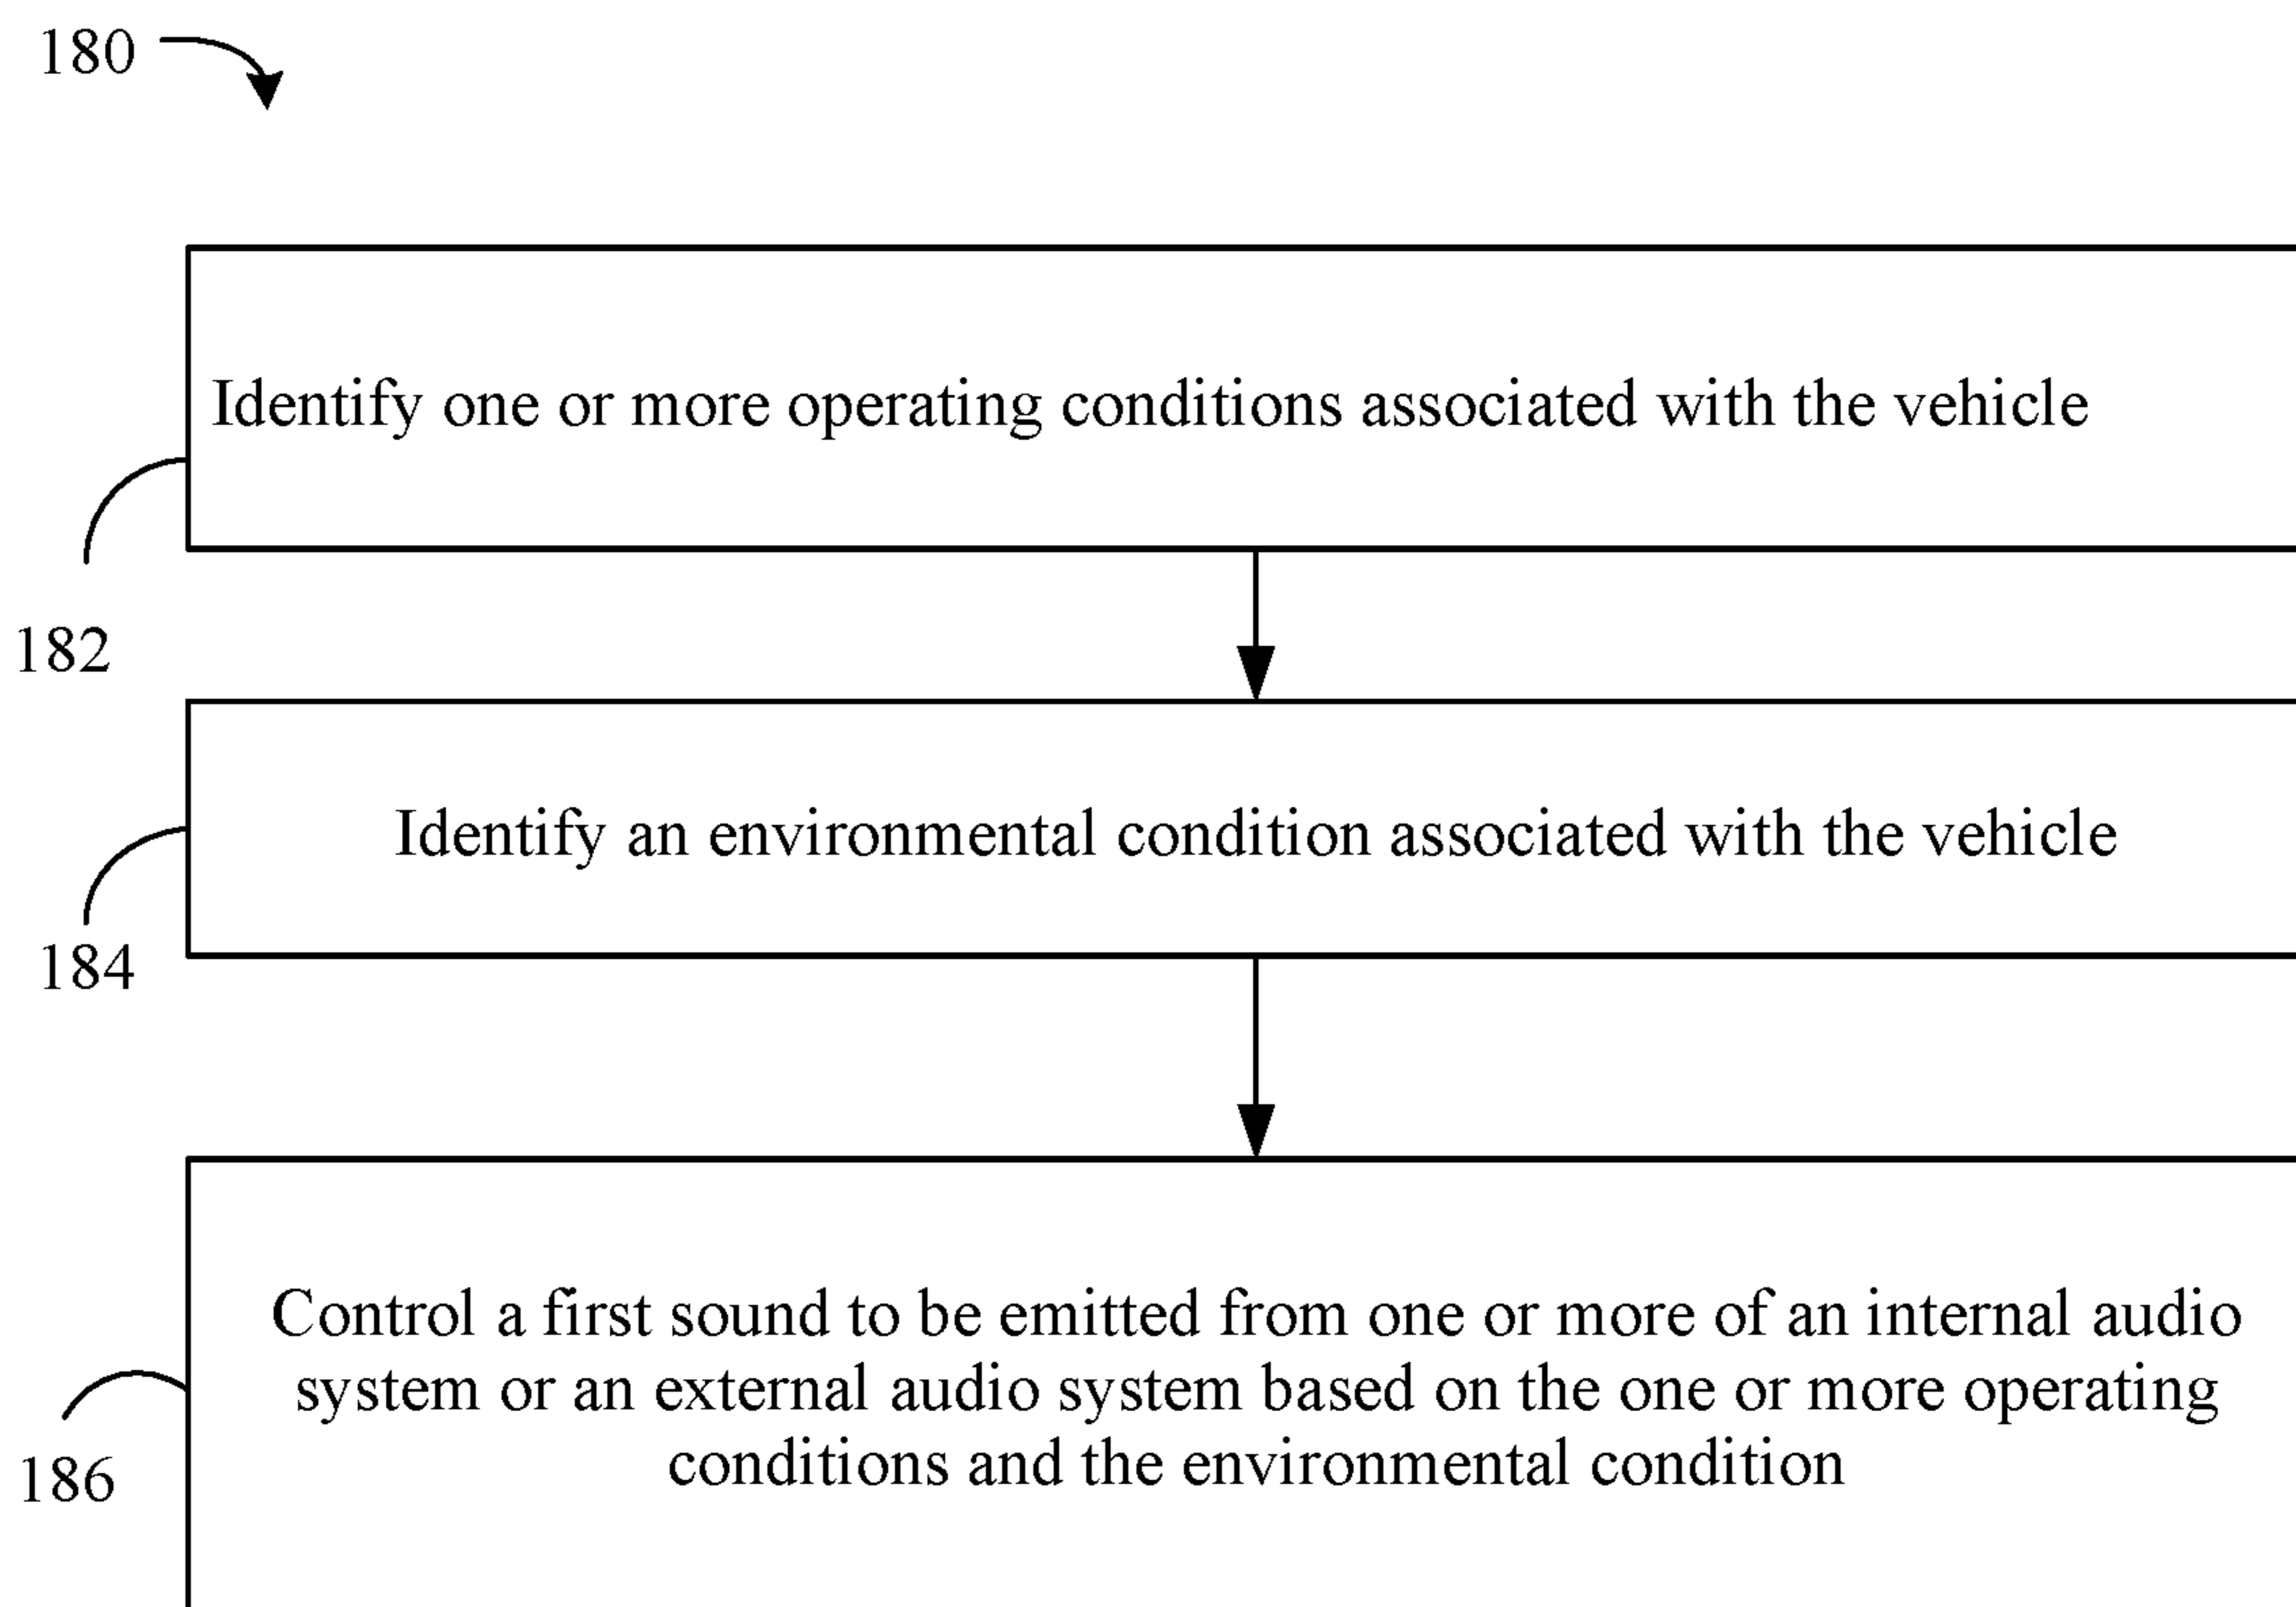 180
Identify one or more operating conditions associated with the vehicle
182
Identify an environmental condition associated with the vehicle
184
Control a first sound to be emitted from one or more of an internal audio
system or an external audio system based on the one or more operating
conditions and the environmental condition
186